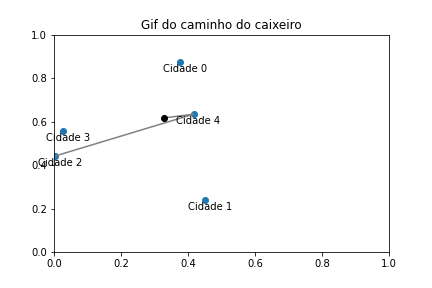 Gif do caminho do caixeiro
1.0
Cidade 0
0.8
0.6
Cidade 4
Cidade 3
Cidade 2
0.4
0.2
Cidade 1
0.0
0.0 0.2 0.4 0.6 0.8 1.0